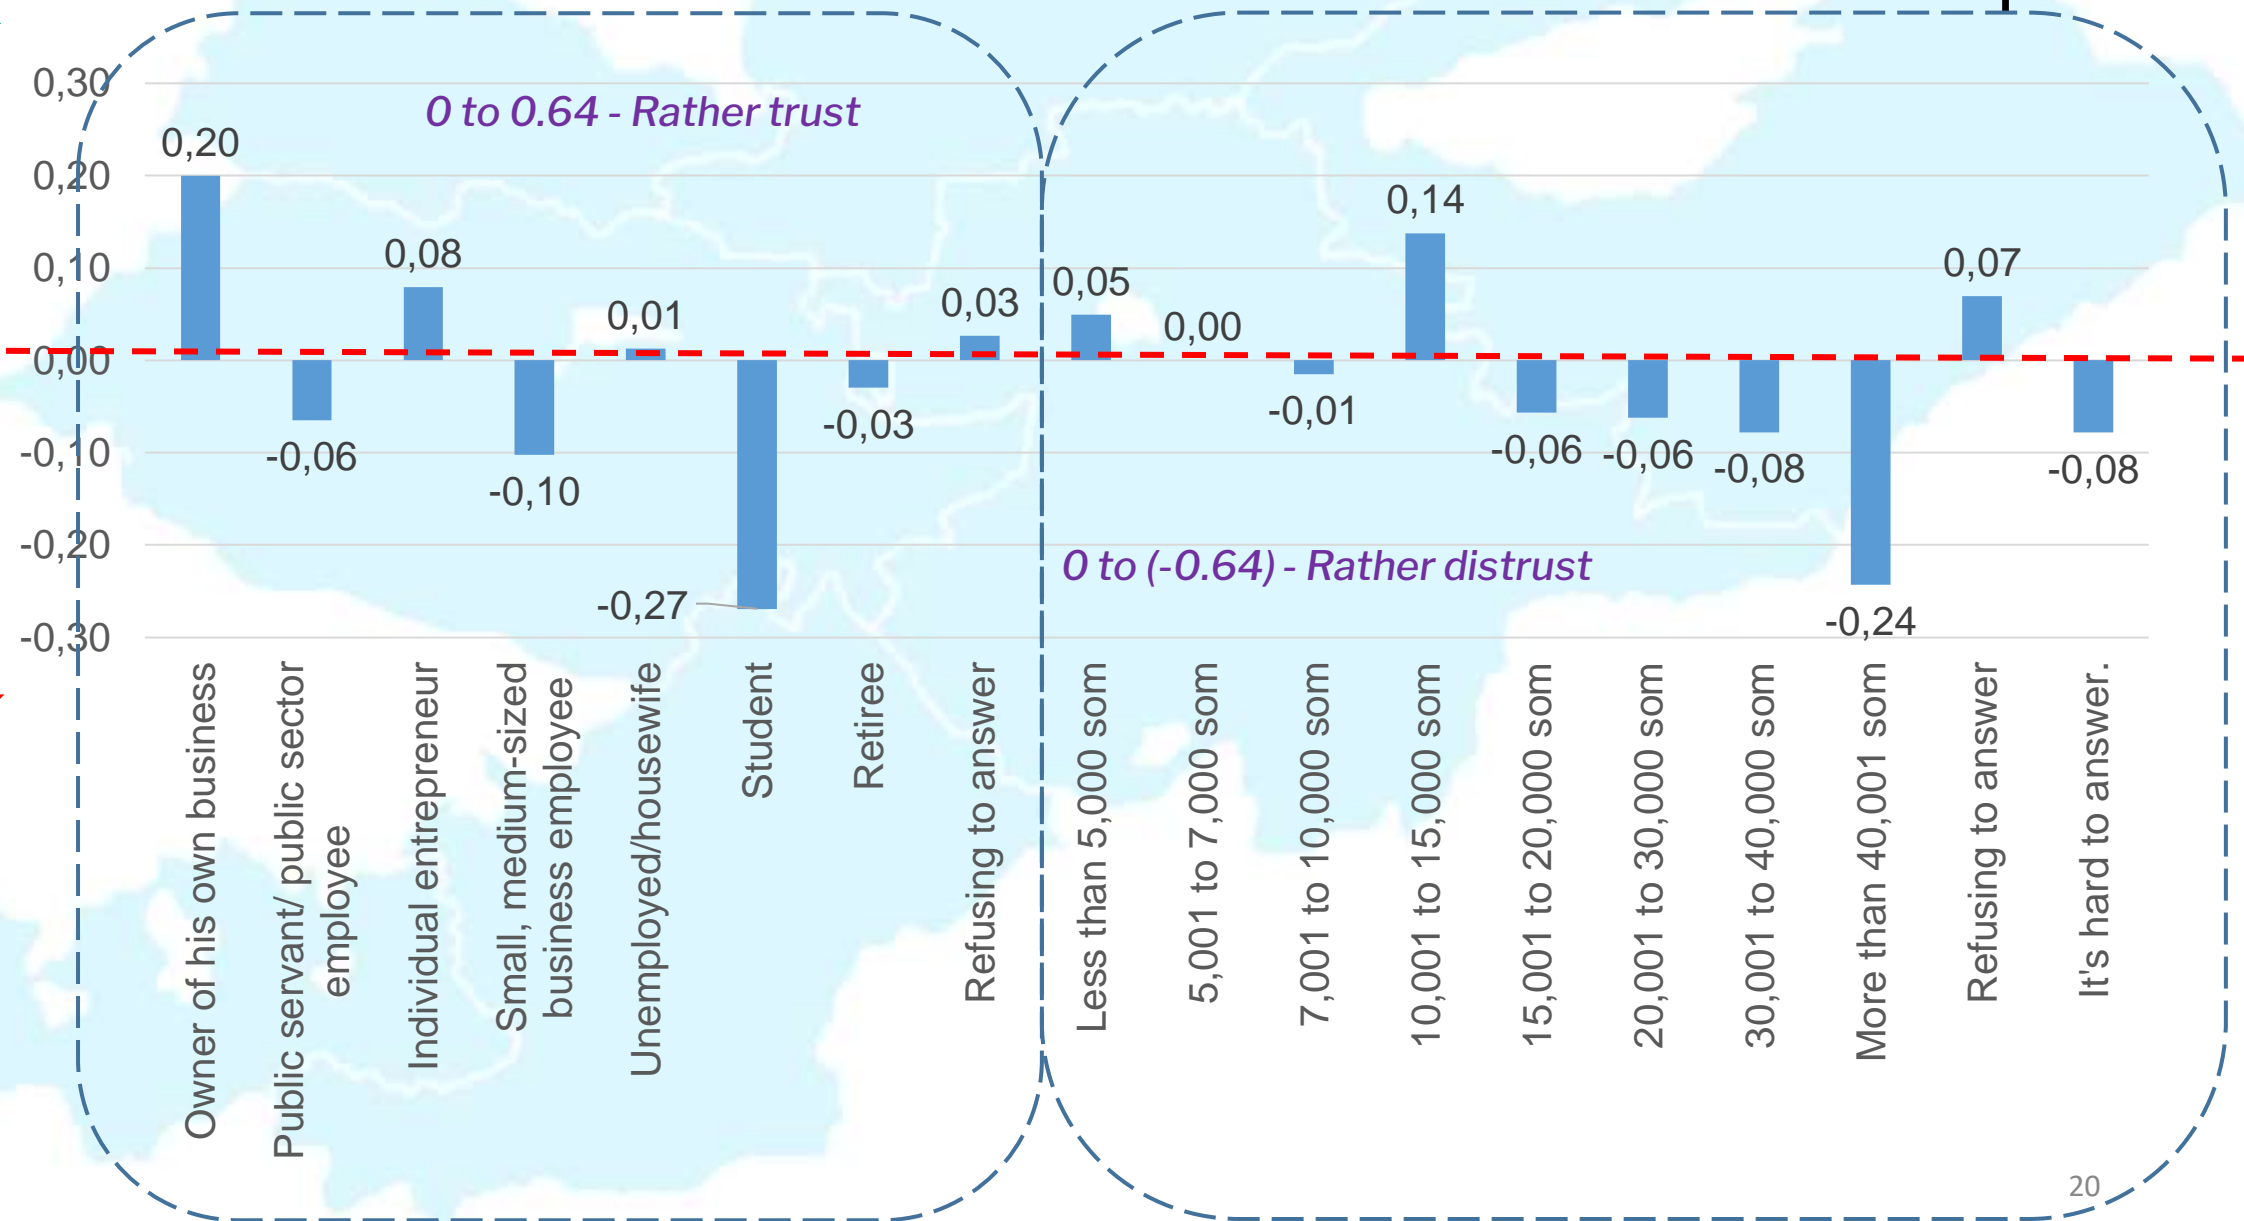 0,30
0,20
0,10
0,00
-0,10
-0,20
-0,30
0 to 0.64 - Rather trust
0 to (-0.64) - Rather distrust
0,20
-0,06
0,08
-0,10
0,01
-0,27
-0,03
0,03
0,05
0,00
-0,01
0,14
-0,06
-0,06
-0,08
-0,24
0,07
-0,08
Owner of his own business
Public servant/ public sector
employee
Individual entrepreneur
Small, medium-sized
business employee
Unemployed/housewife
Student
Retiree
Refusing to answer
Less than 5,000 som
5,001 to 7,000 som
7,001 to 10,000 som
10,001 to 15,000 som
15,001 to 20,000 som
20,001 to 30,000 som
30,001 to 40,000 som
More than 40,001 som
Refusing to answer
It's hard to answer.
20